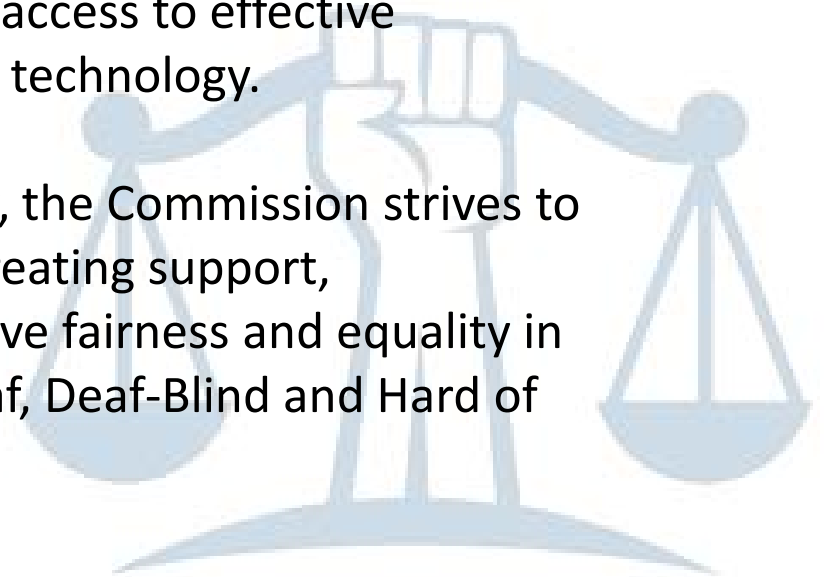 access to effective
technology.
, the Commission strives to
reating support,
ve fairness and equality in
f, Deaf-Blind and Hard of